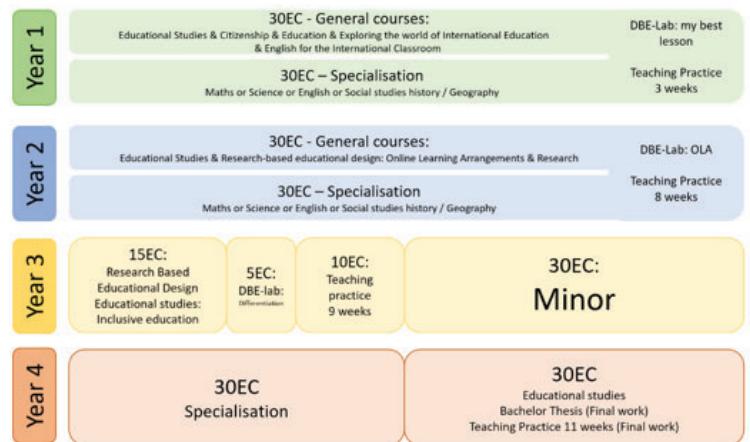 Year 1
30EC - General courses:
Educational Studies & Citizenship & Education & Exploring the world of International Education
& English for the International Classroom
DBE-Lab: my best
lesson
30EC – Specialisation
Maths or Science or English or Social studies history / Geography
Teaching Practice
3 weeks
Year 2
30EC - General courses:
Educational Studies & Research-based educational design: Online Learning Arrangements & Research
DBE-Lab: OLA
30EC – Specialisation
Maths or Science or English or Social studies history / Geography
Teaching Practice
8 weeks
Year 3
15EC:
Research Based
Educational Design
Educational studies:
Inclusive education
5EC:
DBE-lab:
Differentiation
10EC:
Teaching
practice
9 weeks
30EC:
Minor
Year 4
30EC
Specialisation
30EC
Educational studies
Bachelor Thesis (Final work)
Teaching Practice 11 weeks (Final work)